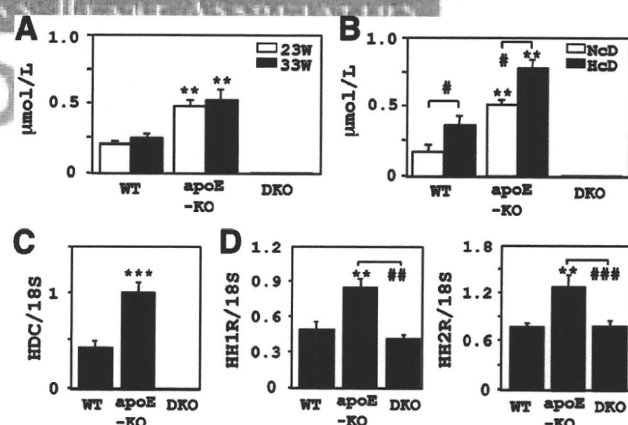 A
B
1.0
0.5
0
μmol/L
23W
33W
**
**
WT
apoE
-KO
DKO
1.0
0.5
0
μmol/L
NcD
HcD
#
#
**
**
WT
apoE
-KO
DKO
C
D
1
0
HDC/18S
***
WT
apoE
-KO
DKO
1.2
0.9
0.6
0.3
0
HH1R/18S
**
##
WT
apoE
-KO
DKO
1.8
1.2
0.6
0
HH2R/18S
**
###
WT
apoE
-KO
DKO